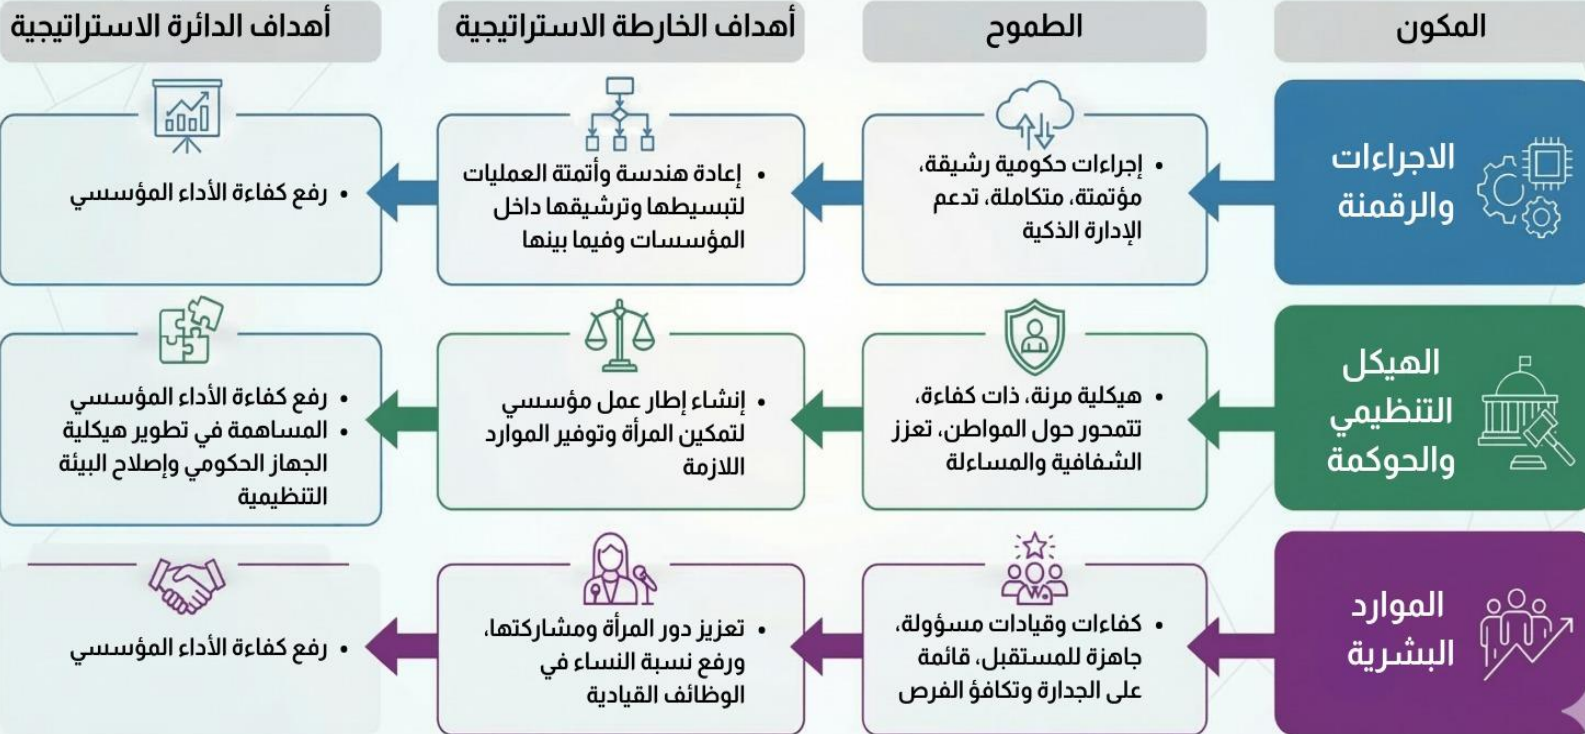 المكون
الطموح
أهداف الخارطة الاستراتيجية
أهداف الدائرة الاستراتيجية
الاجراءات
والرقمنة
• إجراءات حكومية رشيقة،
مؤتمتة، متكاملة، تدعم
الإدارة الذكية
• إعادة هندسة وأتمتة العمليات
لتبسيطها وترشيقها داخل
المؤسسات وفيما بينها
• رفع كفاءة الأداء المؤسسي
الهيكل
التنظيمي
والحوكمة
• هيكلية مرنة، ذات كفاءة،
تتمحور حول المواطن، تعزز
الشفافية والمساءلة
• إنشاء إطار عمل مؤسسي
لتمكين المرأة وتوفير الموارد
اللازمة
• رفع كفاءة الأداء المؤسسي
• المساهمة في تطوير هيكلية
الجهاز الحكومي وإصلاح البيئة
التنظيمية
الموارد
البشرية
W.
• كفاءات وقيادات مسؤولة،
جاهزة للمستقبل، قائمة
على الجدارة وتكافؤ الفرص
• تعزيز دور المرأة ومشاركتها،
ورفع نسبة النساء في
الوظائف القيادية
• رفع كفاءة الأداء المؤسسي